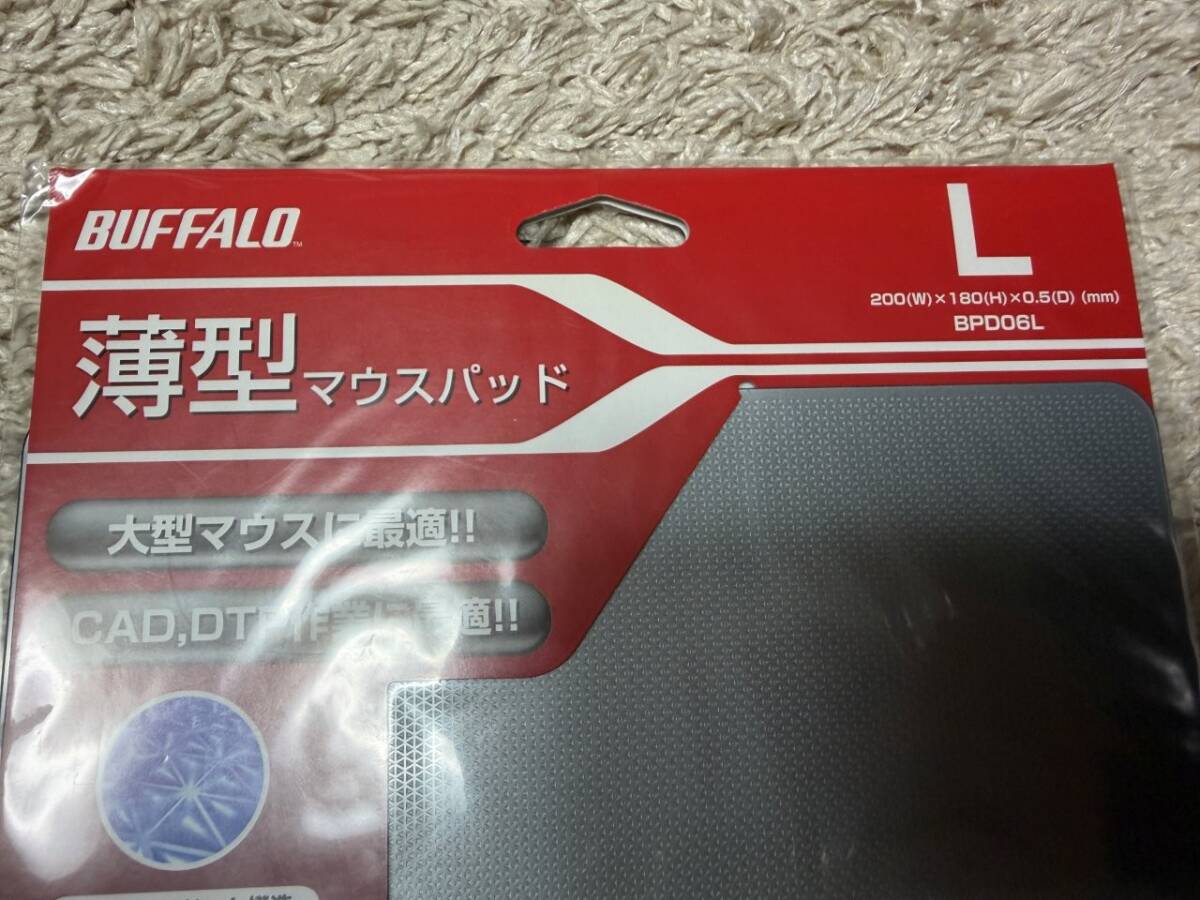 BUFFALO™
L
200(W)×180(H)×0.5(D) (mm)
BPD06L
薄型マウスパッド
大型マウスに最適!!
CAD,DTP作業に最適!!